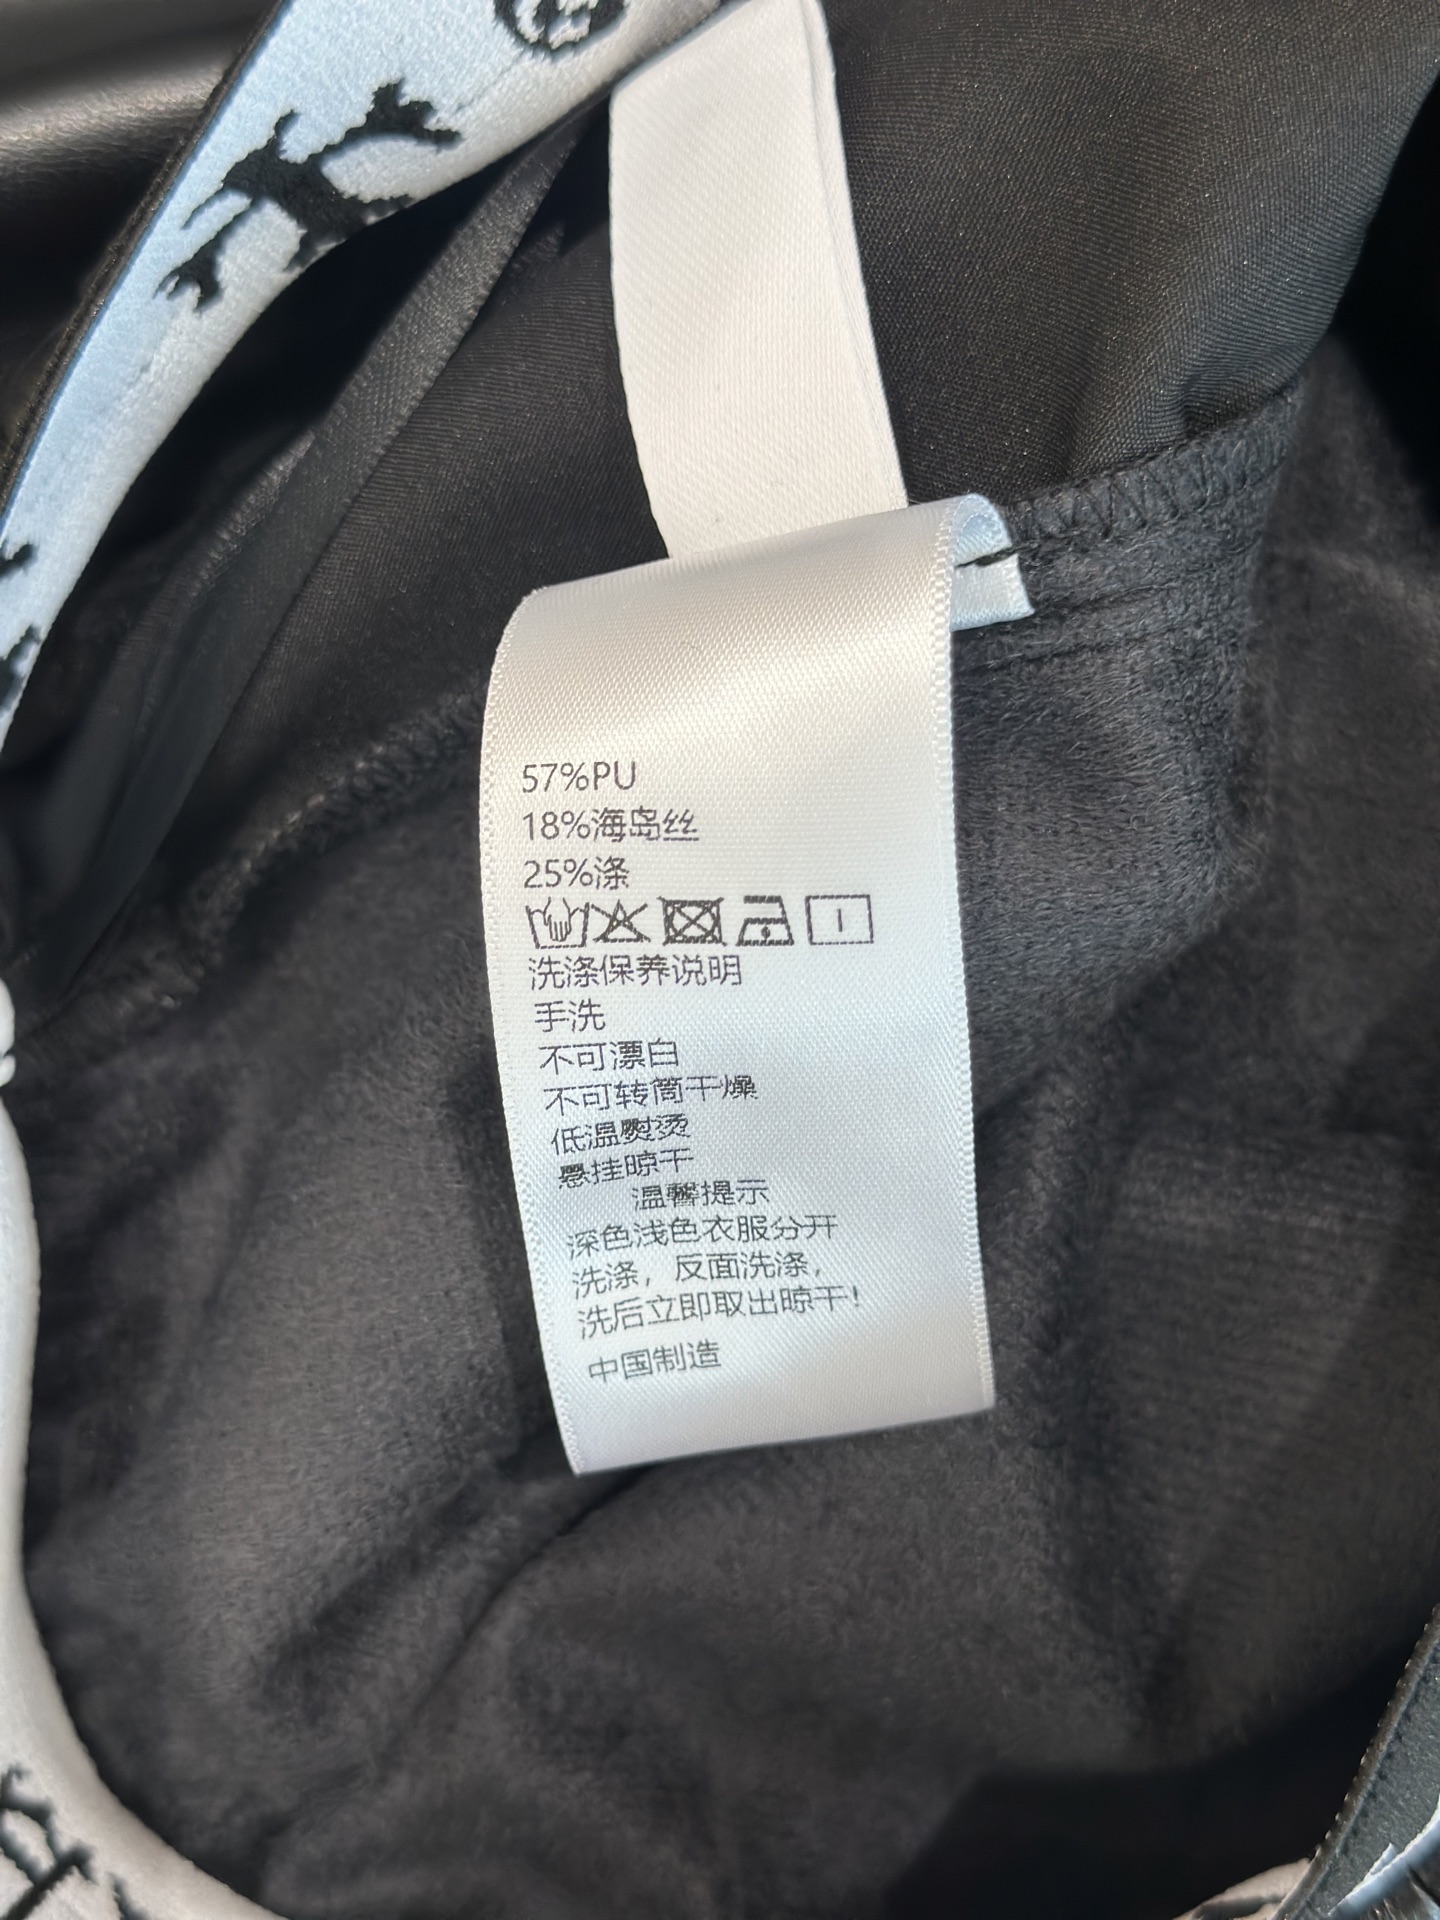 57%PU
18%海岛丝
25%涤
洗涤保养说明
手洗
不可漂白
不可转筒干燥
低温熨烫
悬挂晾干
温馨提示
深色浅色衣服分开
洗涤，反面洗涤，
洗后立即取出晾干！
中国制造